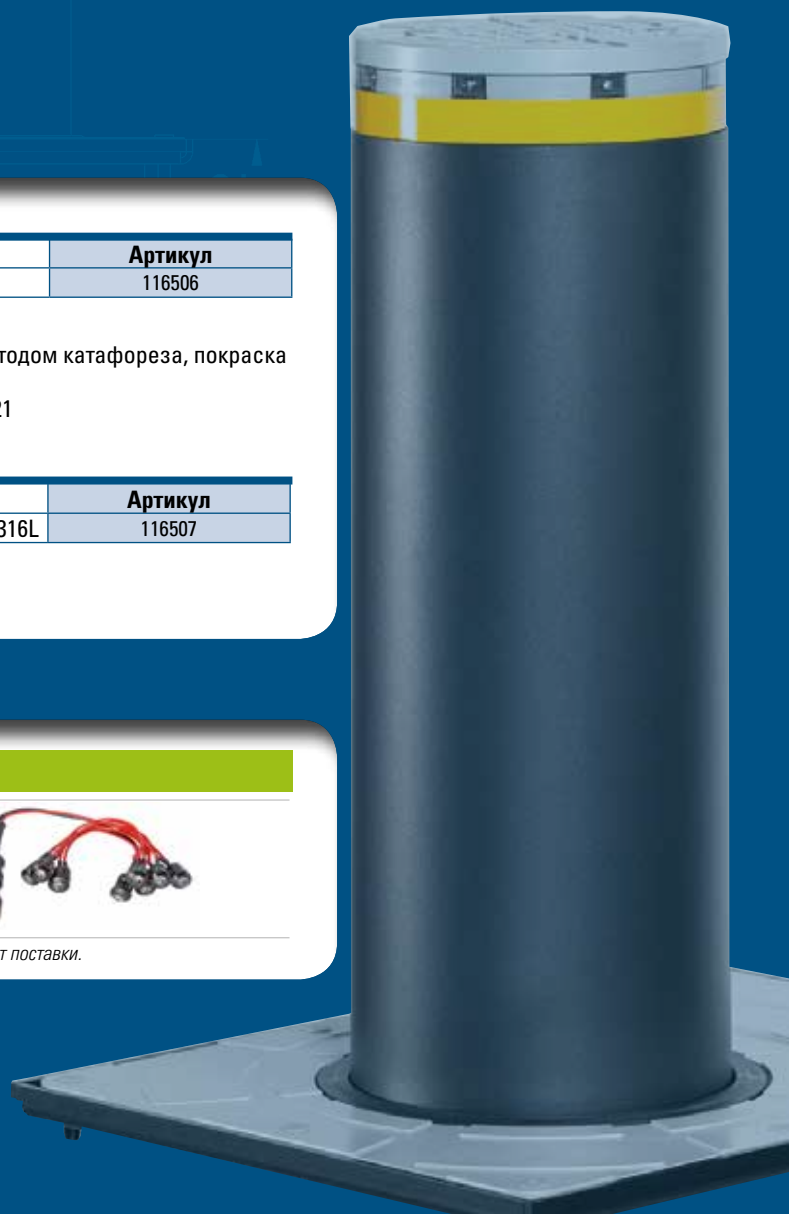 Артикул
116506
тодом катафореза, покраска
21
Артикул
316L 116507
т поставки.